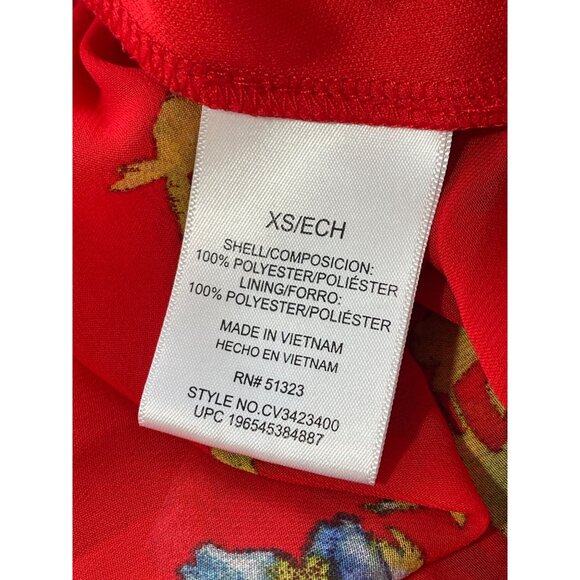 XS/ECH
SHELL/COMPOSICION:
100% POLYESTER/POLIÉSTER
LINING/FORRO:
100% POLYESTER/POLIÉSTER
MADE IN VIETNAM
HECHO EN VIETNAM
RN# 51323
STYLE NO.CV3423400
UPC 196545384887